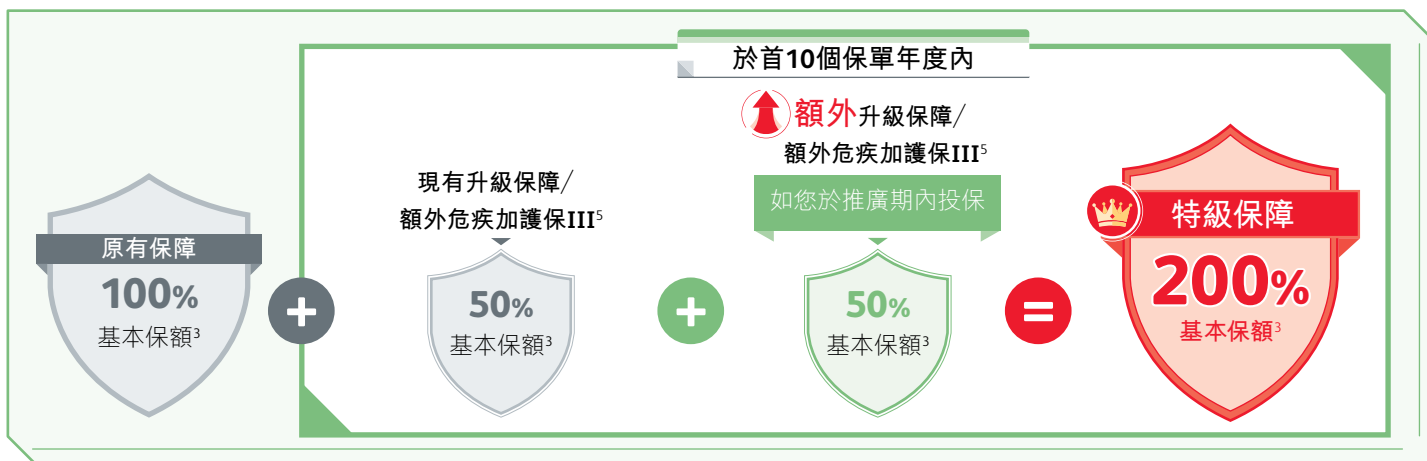 於首10個保單年度內
原有保障
100%
基本保額3
+
現有升級保障/
額外危疾加護保III5
50%
基本保額3
+
額外升級保障/
額外危疾加護保III5
如您於推廣期內投保
50%
基本保額3
=
特級保障
200%
基本保額3